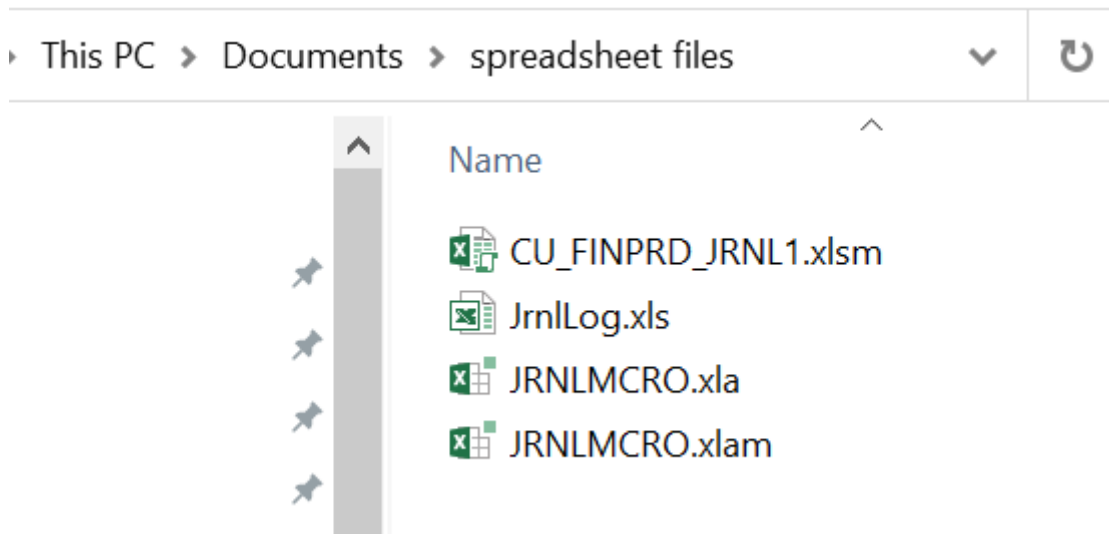 This PC > Documents > spreadsheet files
Name
CU_FINPRD_JRNL1.xlsm
JrnlLog.xls
JRNLMCRO.xla
JRNLMCRO.xlam